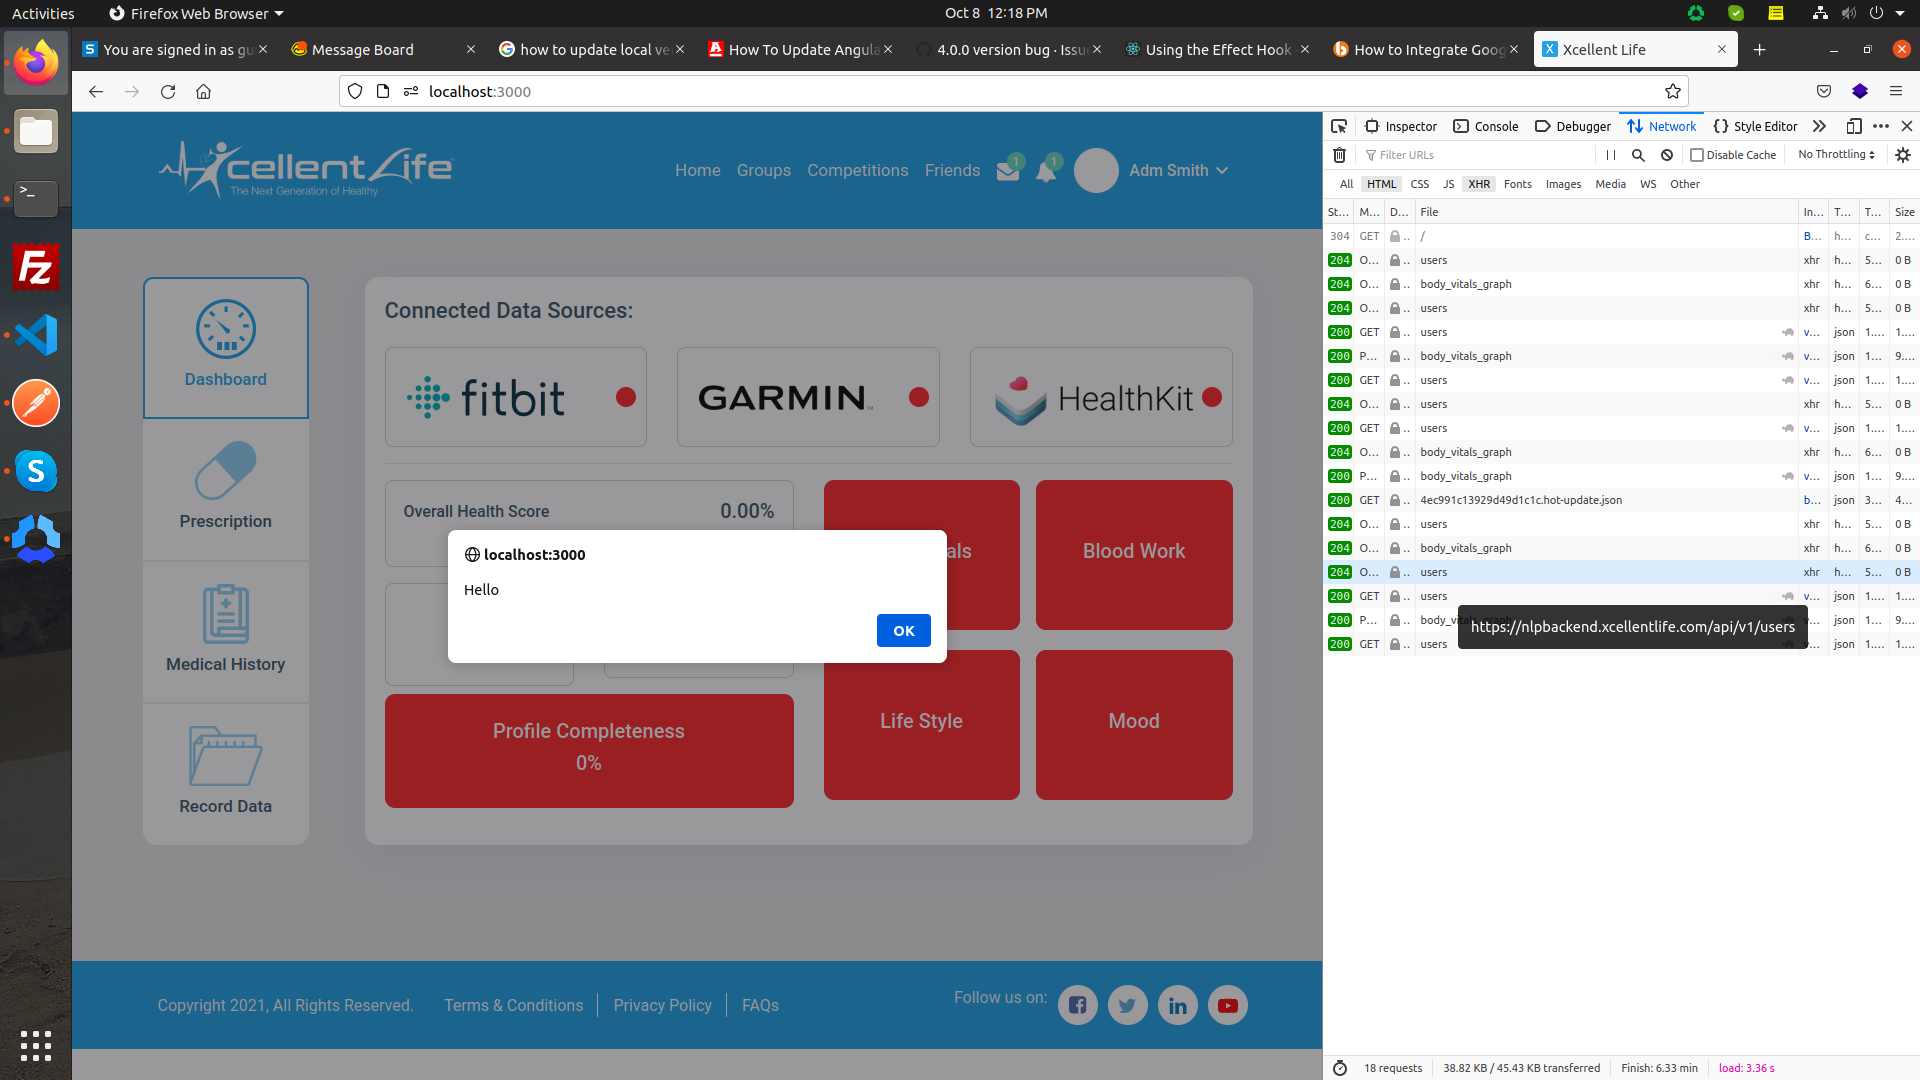 Activities
Firefox Web Browser
Oct 8 12:18 PM
You are signed in as gu
Message Board
how to update local ve
How To Update Angula
4.0.0 version bug · Issu
Using the Effect Hook
How to Integrate Goog
Xcellent Life
localhost:3000
Inspector
Console
Debugger
Network
Style Editor
Filter URLs
Disable Cache
No Throttling
All HTML CSS JS XHR Fonts Images Media WS Other
St... M... D... File In... T... T... Size
304 GET .. / B... h... c... 2....
204 O... .. users xhr h... 5... 0 B
204 O... .. body_vitals_graph xhr h... 6... 0 B
204 O... .. users xhr h... 5... 0 B
200 GET .. users v... json 1.... 1....
200 P... .. body_vitals_graph v... json 1... 9....
200 GET .. users v... json 1.... 1....
204 O... .. users xhr h... 5... 0 B
200 GET .. users v... json 1.... 1....
204 O... .. body_vitals_graph xhr h... 6... 0 B
200 P... .. body_vitals_graph v... json 1... 9....
200 GET .. 4ec991c13929d49d1c1c.hot-update.json b... json 3... 4...
204 O... .. users xhr h... 5... 0 B
204 O... .. body_vitals_graph xhr h... 6... 0 B
204 O... .. users xhr h... 5... 0 B
200 GET .. users v... json 1.... 1....
200 P... .. body_vitals_graph v... json 1... 9....
200 GET .. users v... json 1.... 1....
https://nlpbackend.xcellentlife.com/api/v1/users
18 requests
38.82 KB / 45.43 KB transferred
Finish: 6.33 min
load: 3.36 s
Xcellent Life
The Next Generation of Healthy
Home
Groups
Competitions
Friends
1
1
Adm Smith
Dashboard
Prescription
Medical History
Record Data
Connected Data Sources:
fitbit
GARMIN
HealthKit
Overall Health Score
0.00%
als
Blood Work
localhost:3000
Hello
OK
Life Style
Mood
Profile Completeness
0%
Copyright 2021, All Rights Reserved.
Terms & Conditions
Privacy Policy
FAQs
Follow us on: